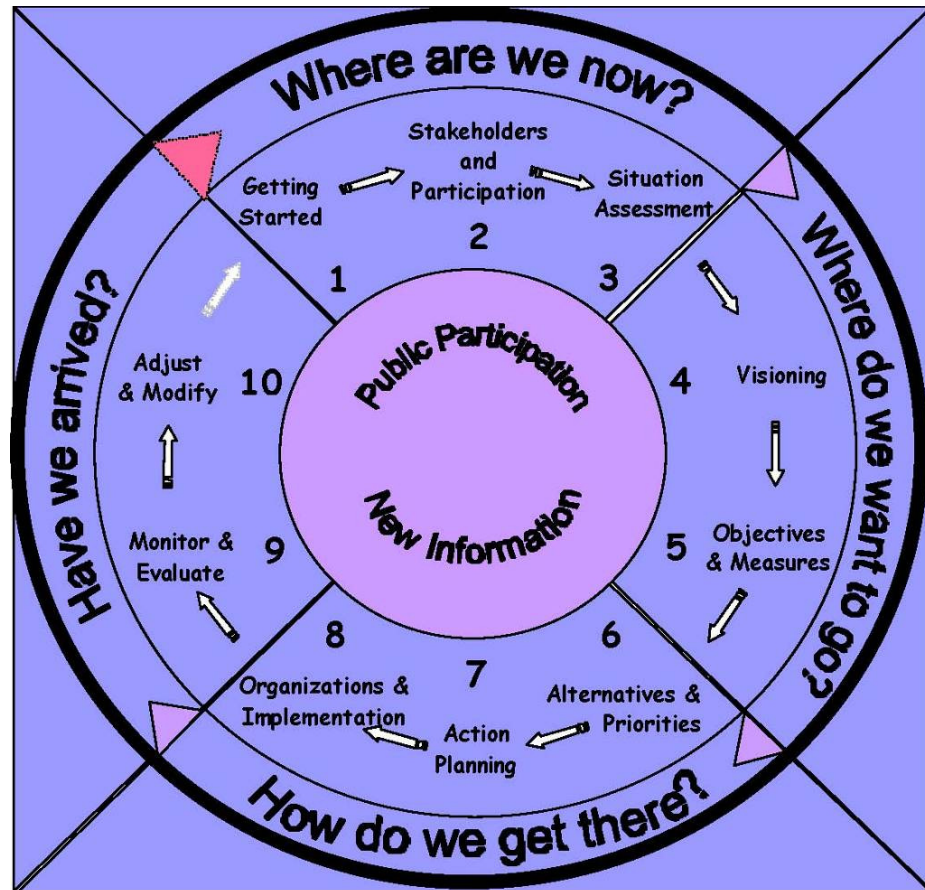 Where are we now?
Getting
Started
1
Stakeholders
and
Participation
2
Situation
Assessment
3
Where do we want to go?
4
Visioning
5
Objectives
& Measures
How do we get there?
6
Alternatives &
Priorities
7
Action
Planning
8
Organizations &
Implementation
Have we arrived?
9
Monitor &
Evaluate
10
Adjust
& Modify
Public Participation
New Information